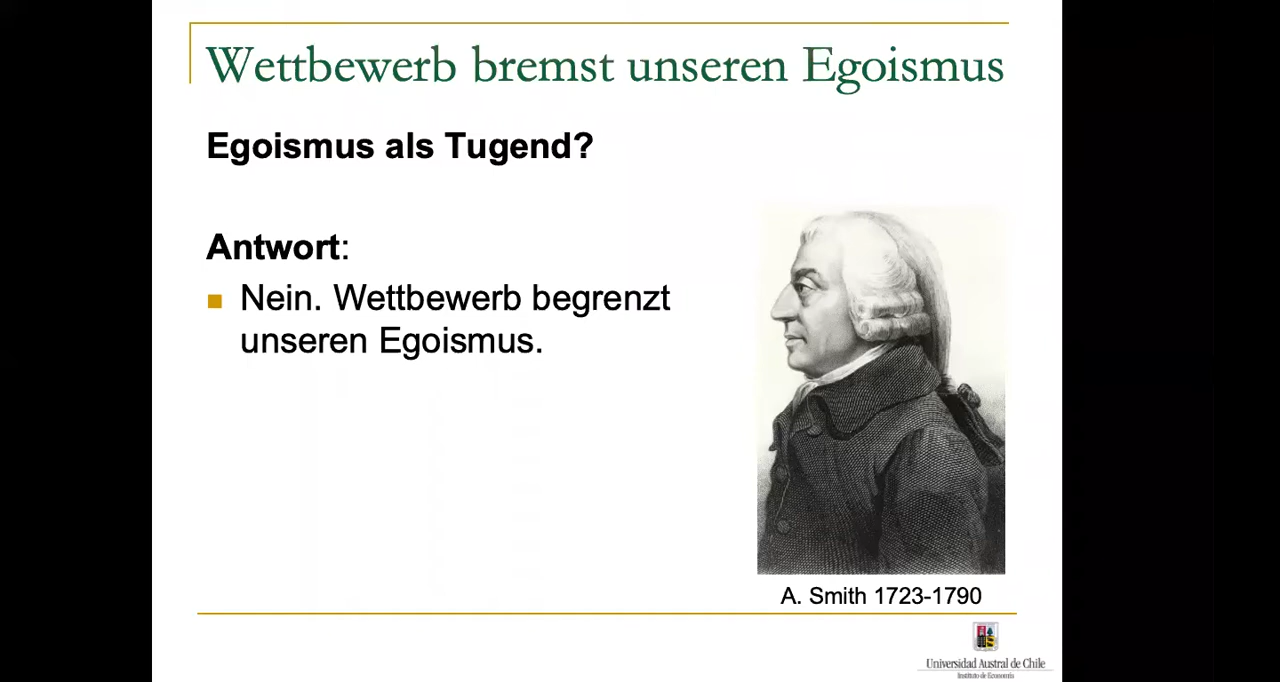 Wettbewerb bremst unseren Egoismus
Egoismus als Tugend?
Antwort:
Nein. Wettbewerb begrenzt
unseren Egoismus.
A. Smith 1723-1790
Universidad Austral de Chile
Instituto de Economía